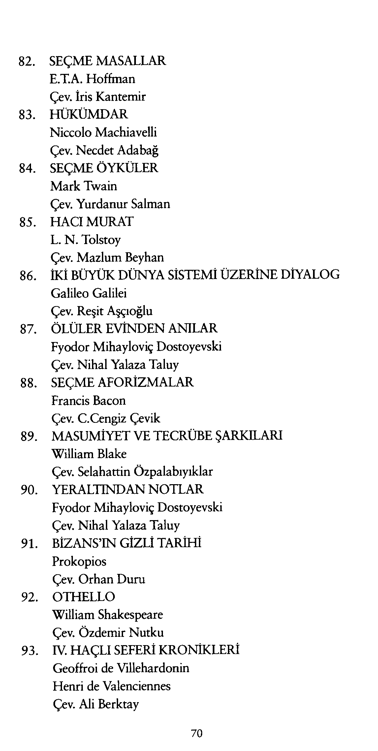 82. SEÇME MASALLAR
E.T.A. Hoffman
Çev. İris Kantemir
83. HÜKÜMDAR
Niccolo Machiavelli
Çev. Necdet Adabağ
84. SEÇME ÖYKÜLER
Mark Twain
Çev. Yurdanur Salman
85. HACI MURAT
L. N. Tolstoy
Çev. Mazlum Beyhan
86. İKİ BÜYÜK DÜNYA SİSTEMİ ÜZERİNE DİYALOG
Galileo Galilei
Çev. Reşit Aşçıoğlu
87. ÖLÜLER EVİNDEN ANILAR
Fyodor Mihayloviç Dostoyevski
Çev. Nihal Yalaza Taluy
88. SEÇME AFORİZMALAR
Francis Bacon
Çev. C.Cengiz Çevik
89. MASUMİYET VE TECRÜBE ŞARKILARI
William Blake
Çev. Selahattin Özpalabıyıklar
90. YERALTINDAN NOTLAR
Fyodor Mihayloviç Dostoyevski
Çev. Nihal Yalaza Taluy
91. BİZANS'IN GİZLİ TARİHİ
Prokopios
Çev. Orhan Duru
92. OTHELLO
William Shakespeare
Çev. Özdemir Nutku
93. IV. HAÇLI SEFERİ KRONİKLERİ
Geoffroi de Villehardonin
Henri de Valenciennes
Çev. Ali Berktay
70